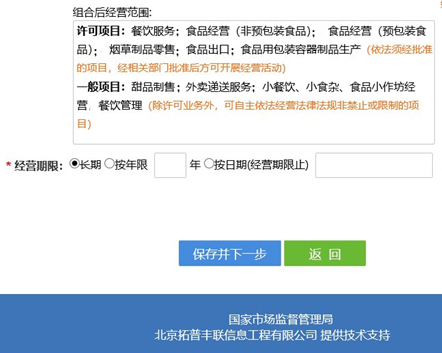 组合后经营范围:
许可项目：餐饮服务；食品经营（非预包装食品）； 食品经营（预包装食
品）； 烟草制品零售；食品出口；食品用包装容器制品生产（依法须经批准
的项目，经相关部门批准后方可开展经营活动）
一般项目：甜品制售；外卖递送服务；小餐饮、小食杂、食品小作坊经
营、餐饮管理（除许可业务外，可自主依法经营法律法规非禁止或限制的项
目）
* 经营期限: 长期 按年限 年 按日期(经营期限止)
保存并下一步 返 回
国家市场监督管理局
北京拓普丰联信息工程有限公司 提供技术支持